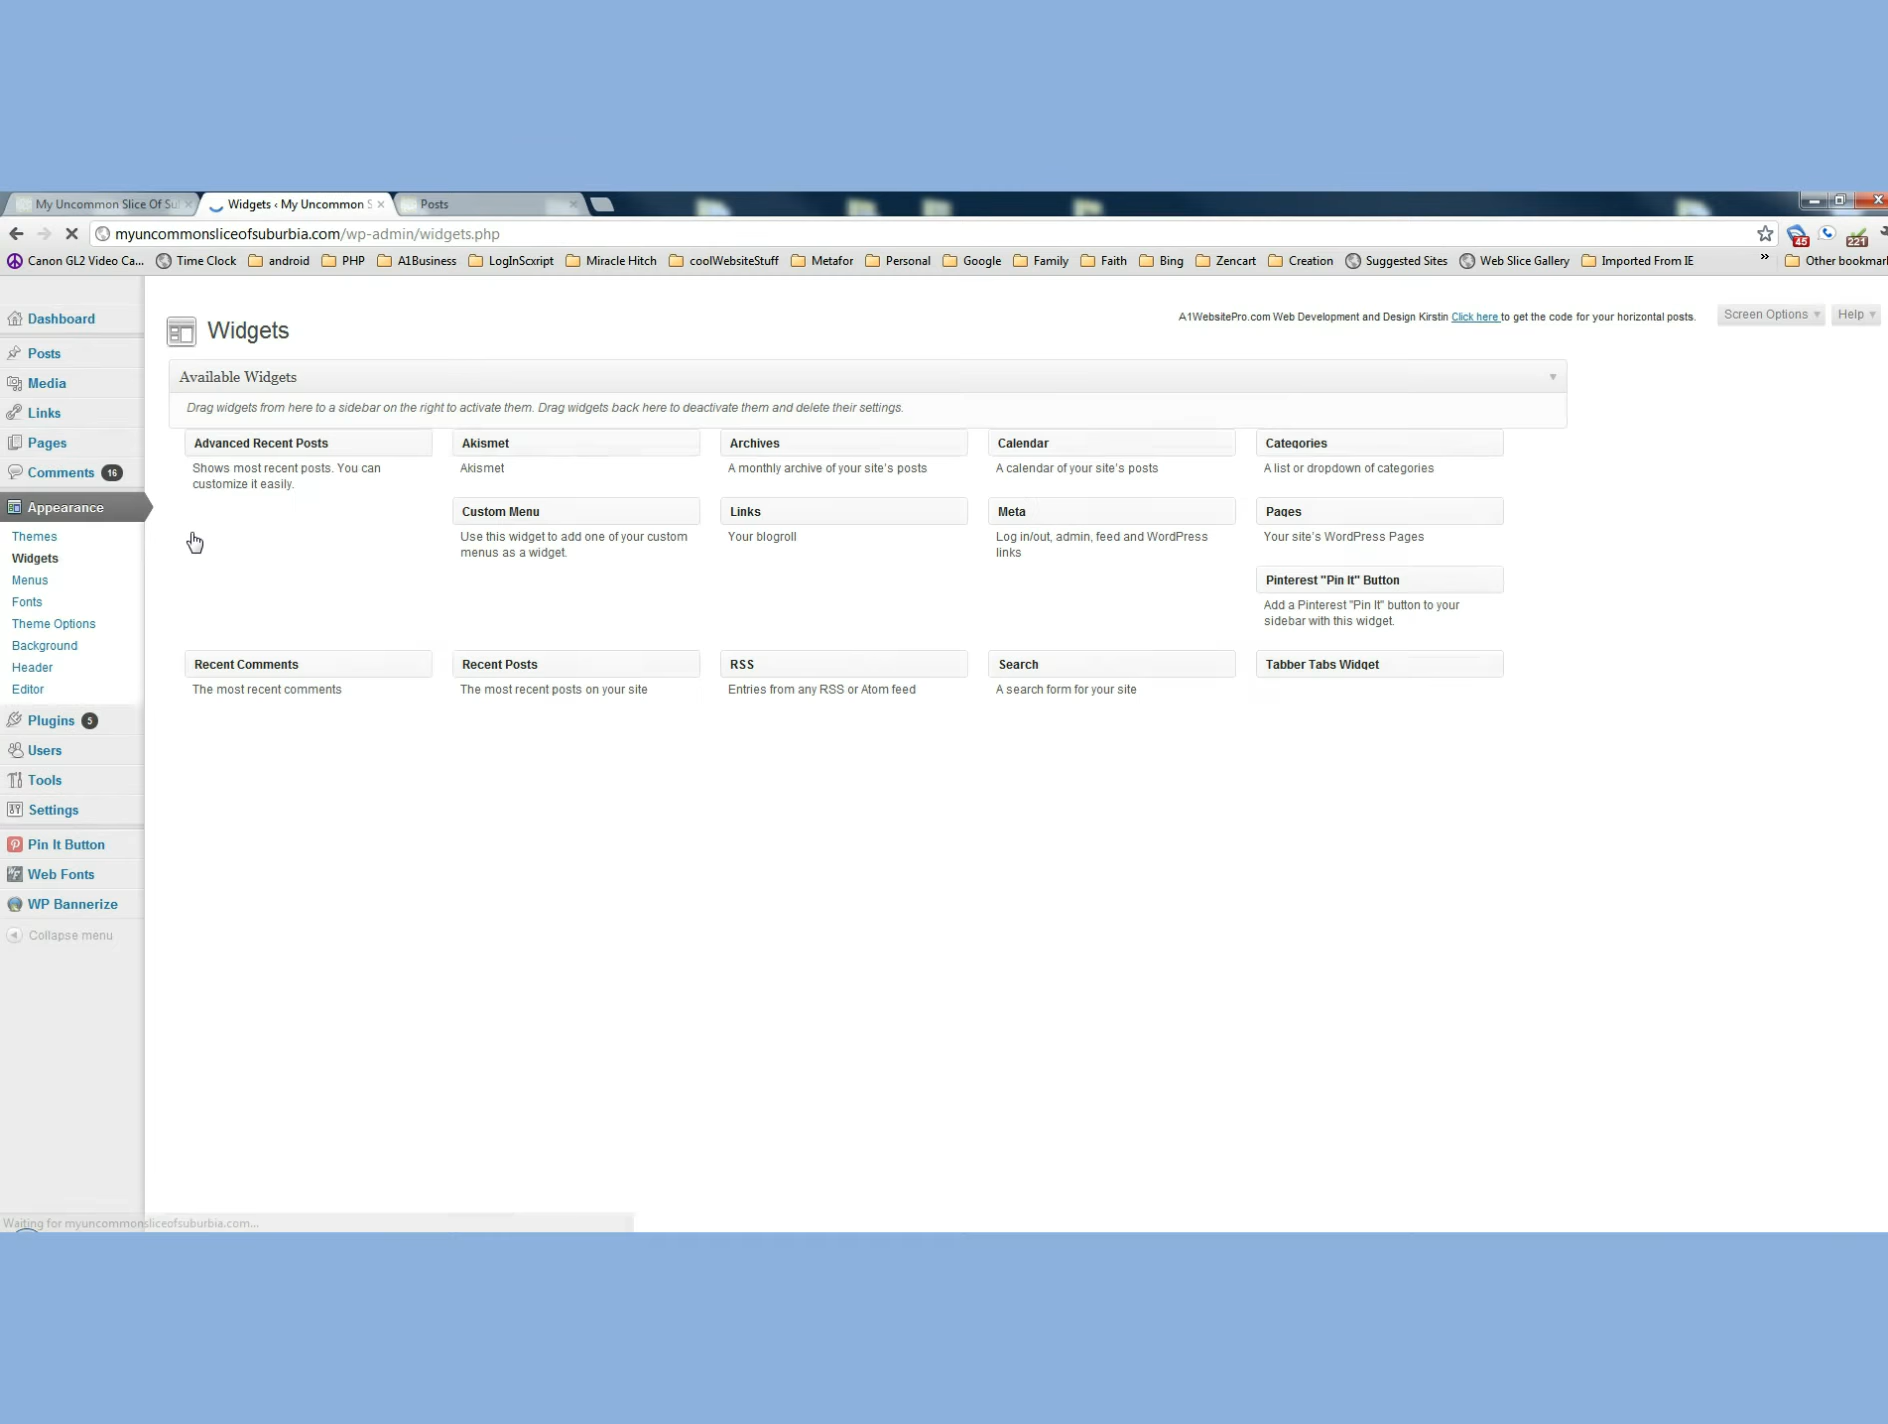 My Uncommon Slice Of Su
Widgets ‹ My Uncommon S
Posts
myuncommonsliceofsuburbia.com/wp-admin/widgets.php
45
221
Canon GL2 Video Ca...
Time Clock
android
PHP
A1Business
LogInScxript
Miracle Hitch
coolWebsiteStuff
Metafor
Personal
Google
Family
Faith
Bing
Zencart
Creation
Suggested Sites
Web Slice Gallery
Imported From IE
»
Other bookmar
Dashboard
Posts
Media
Links
Pages
Comments 16
Appearance
Themes
Widgets
Menus
Fonts
Theme Options
Background
Header
Editor
Plugins 5
Users
Tools
Settings
Pin It Button
Web Fonts
WP Bannerize
Collapse menu
Widgets
A1WebsitePro.com Web Development and Design Kirstin Click here to get the code for your horizontal posts.
Screen Options
Help
Available Widgets
Drag widgets from here to a sidebar on the right to activate them. Drag widgets back here to deactivate them and delete their settings.
Advanced Recent Posts
Shows most recent posts. You can
customize it easily.
Akismet
Akismet
Archives
A monthly archive of your site's posts
Calendar
A calendar of your site's posts
Categories
A list or dropdown of categories
Custom Menu
Use this widget to add one of your custom
menus as a widget.
Links
Your blogroll
Meta
Log in/out, admin, feed and WordPress
links
Pages
Your site's WordPress Pages
Pinterest "Pin It" Button
Add a Pinterest "Pin It" button to your
sidebar with this widget.
Recent Comments
The most recent comments
Recent Posts
The most recent posts on your site
RSS
Entries from any RSS or Atom feed
Search
A search form for your site
Tabber Tabs Widget
Waiting for myuncommonsliceofsuburbia.com...